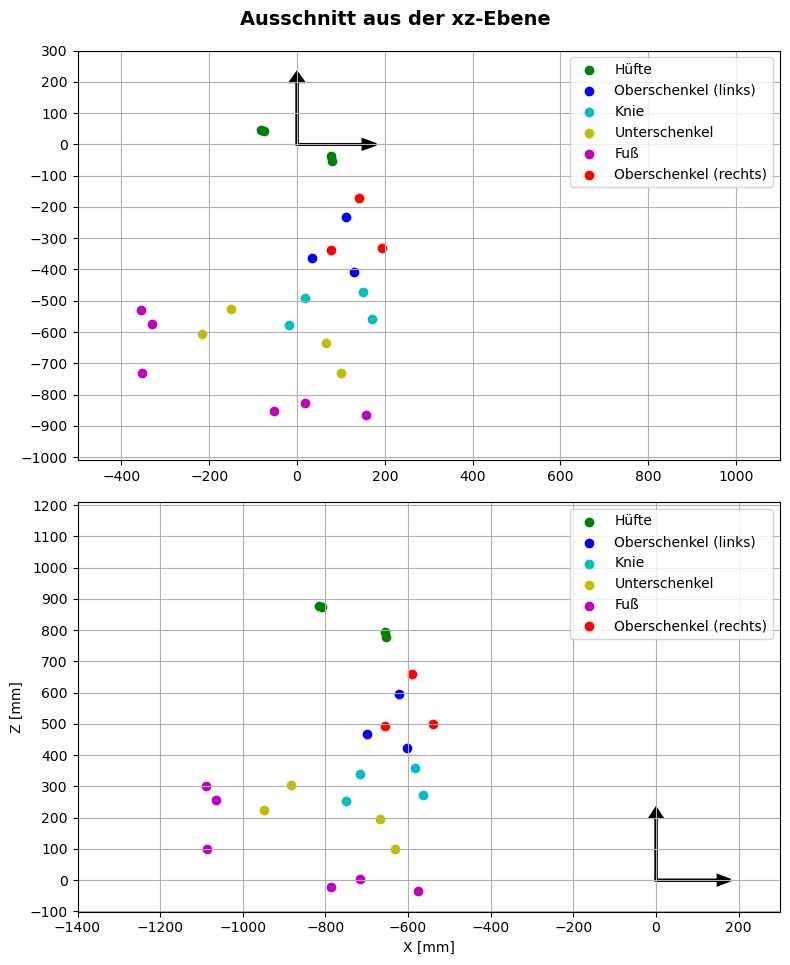 Ausschnitt aus der xz-Ebene
300
200
100
0
−100
−200
−300
−400
−500
−600
−700
−800
−900
−1000
−400 −200 0 200 400 600 800 1000
Hüfte
Oberschenkel (links)
Knie
Unterschenkel
Fuß
Oberschenkel (rechts)
1200
1100
1000
900
800
700
600
500
400
300
200
100
0
−100
Z [mm]
−1400 −1200 −1000 −800 −600 −400 −200 0 200
X [mm]
Hüfte
Oberschenkel (links)
Knie
Unterschenkel
Fuß
Oberschenkel (rechts)